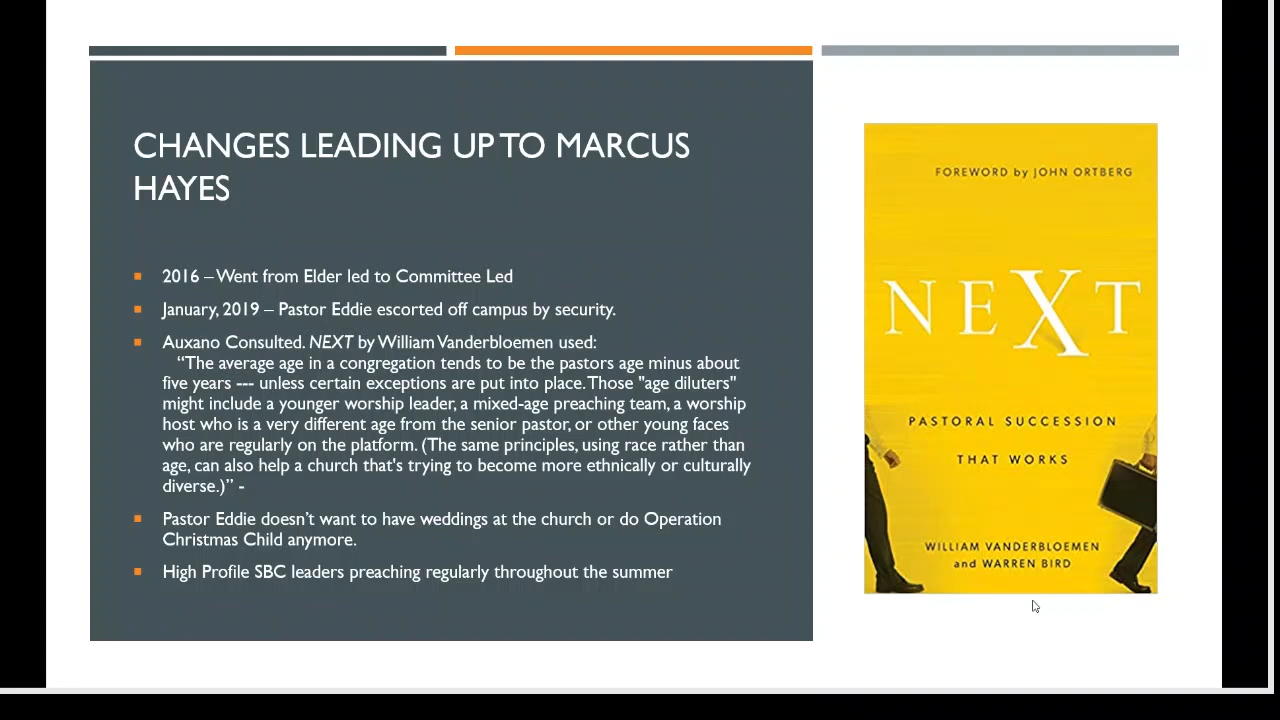 CHANGES LEADING UP TO MARCUS
HAYES
2016 – Went from Elder led to Committee Led
January, 2019 – Pastor Eddie escorted off campus by security.
Auxano Consulted. NEXT by William Vanderbloemen used:
“The average age in a congregation tends to be the pastors age minus about
five years --- unless certain exceptions are put into place. Those "age diluters"
might include a younger worship leader, a mixed-age preaching team, a worship
host who is a very different age from the senior pastor, or other young faces
who are regularly on the platform. (The same principles, using race rather than
age, can also help a church that's trying to become more ethnically or culturally
diverse.)” -
Pastor Eddie doesn’t want to have weddings at the church or do Operation
Christmas Child anymore.
High Profile SBC leaders preaching regularly throughout the summer
FOREWORD by JOHN ORTBERG
NEXT
PASTORAL SUCCESSION
THAT WORKS
WILLIAM VANDERBLOEMEN
and WARREN BIRD